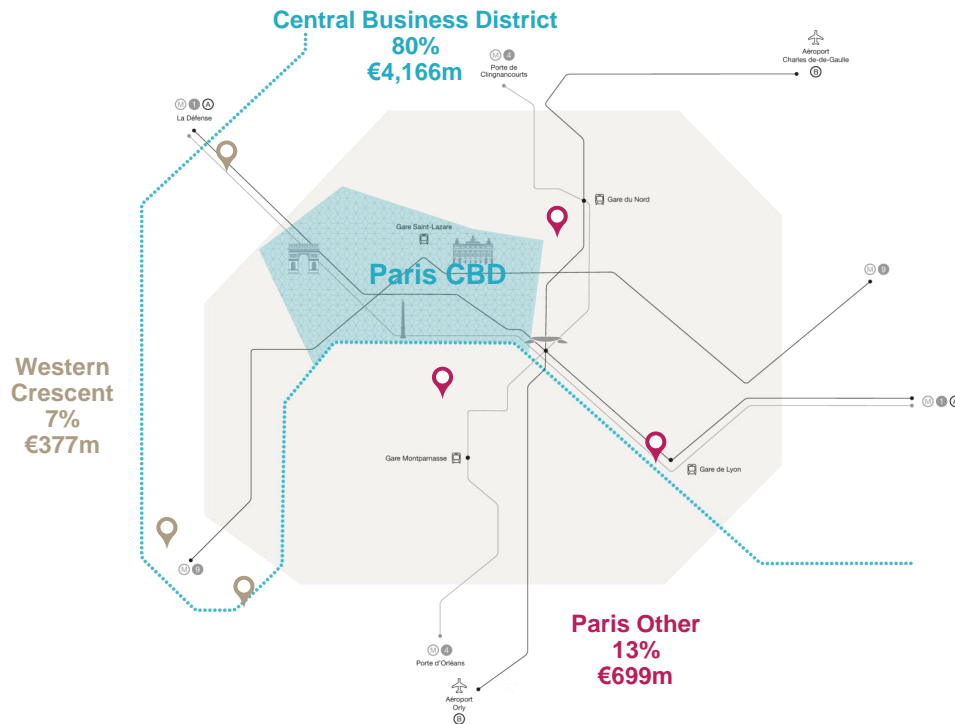 Central Business District
80%
€4,166m
M 4
Porte de
Clingnancourts
Aéroport
Charles de-de-Gaulle
B
M 1 A
La Défense
Gare du Nord
Gare Saint-Lazare
Paris CBD
M 9
Western
Crescent
7%
€377m
M 1 A
Gare Montparnasse
Gare de Lyon
M 9
Paris Other
13%
€699m
M 4
Porte d'Orléans
Aéroport
Orly
B